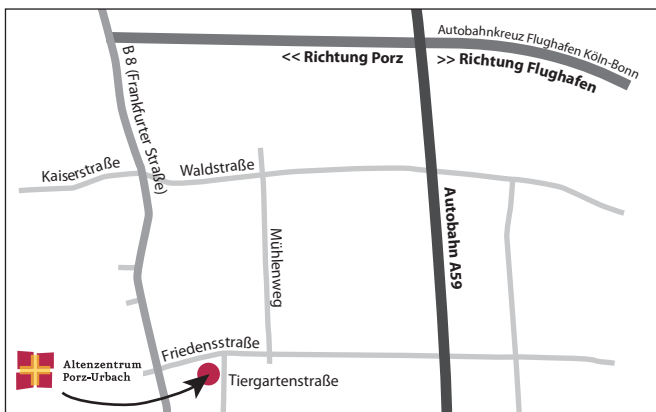 Autobahnkreuz Flughafen Köln-Bonn
<< Richtung Porz
>> Richtung Flughafen
B 8 (Frankfurter Straße)
Kaiserstraße
Waldstraße
Mühlenweg
Autobahn A59
Friedensstraße
Altenzentrum
Porz-Urbach
Tiergartenstraße